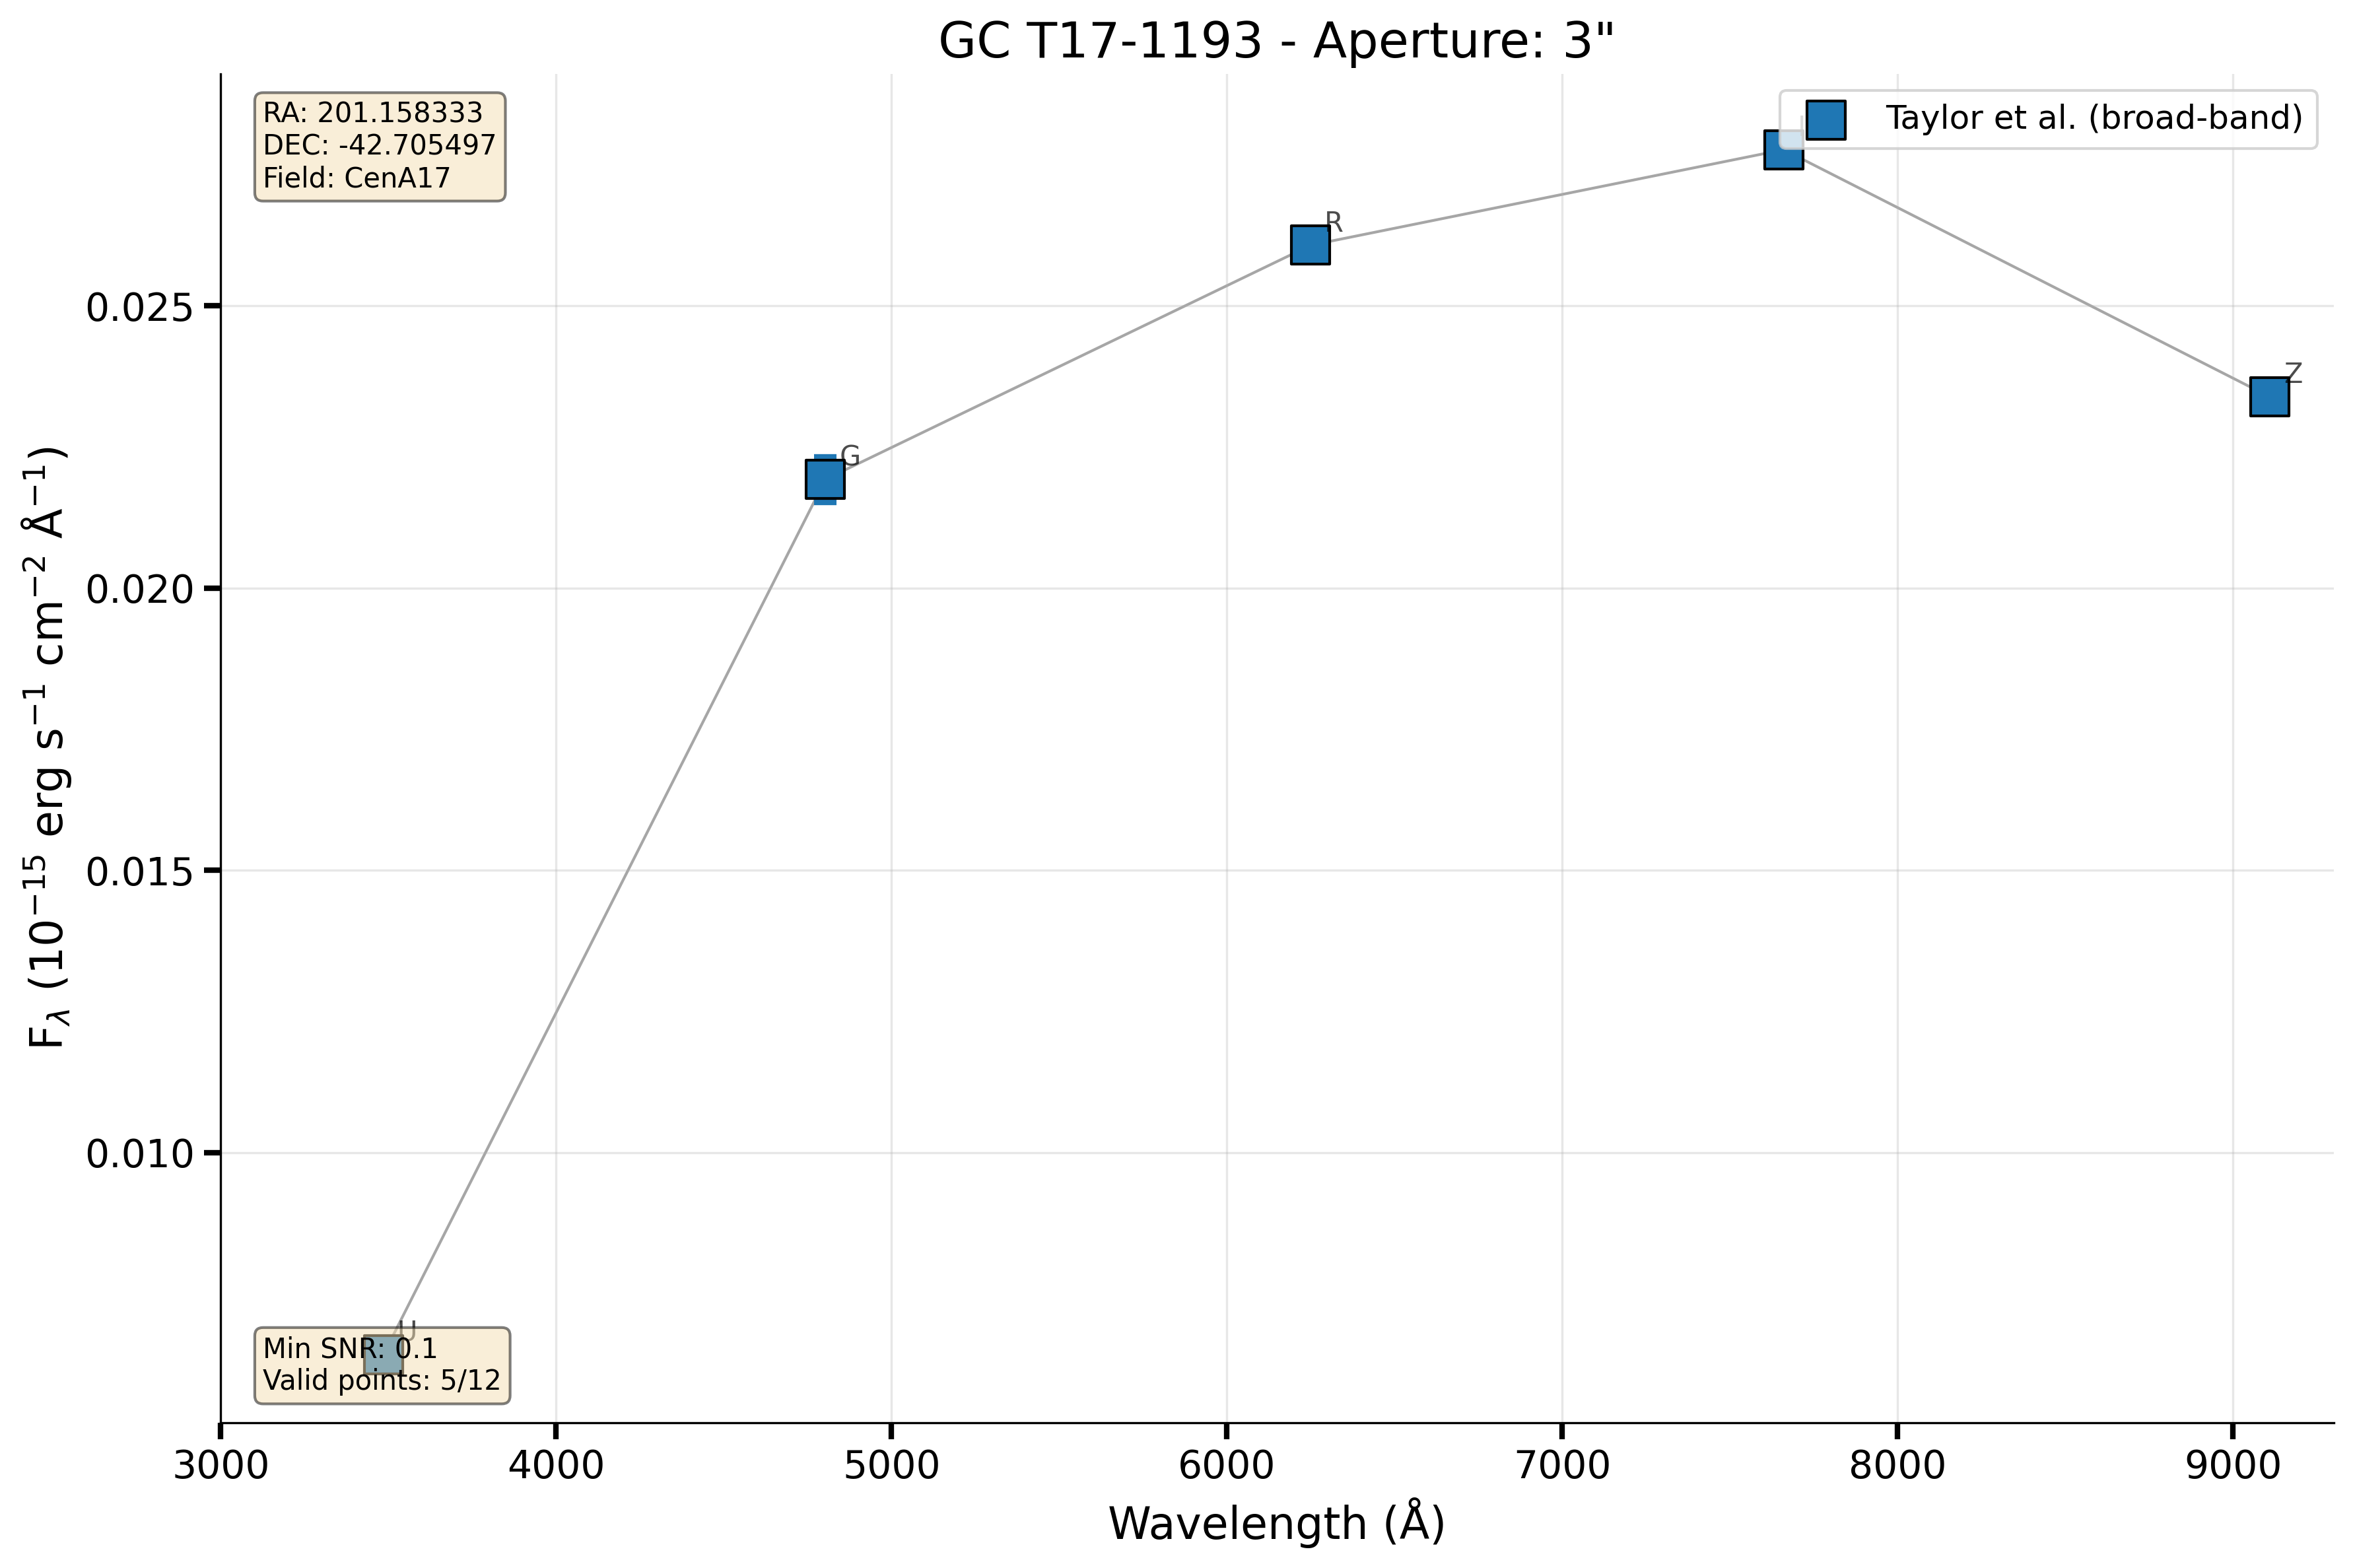 GC T17-1193 - Aperture: 3"
RA: 201.158333
DEC: -42.705497
Field: CenA17
Taylor et al. (broad-band)
R
Z
G
U
Min SNR: 0.1
Valid points: 5/12
0.025
0.020
0.015
0.010
F_λ (10⁻¹⁵ erg s⁻¹ cm⁻² Å⁻¹)
3000 4000 5000 6000 7000 8000 9000
Wavelength (Å)